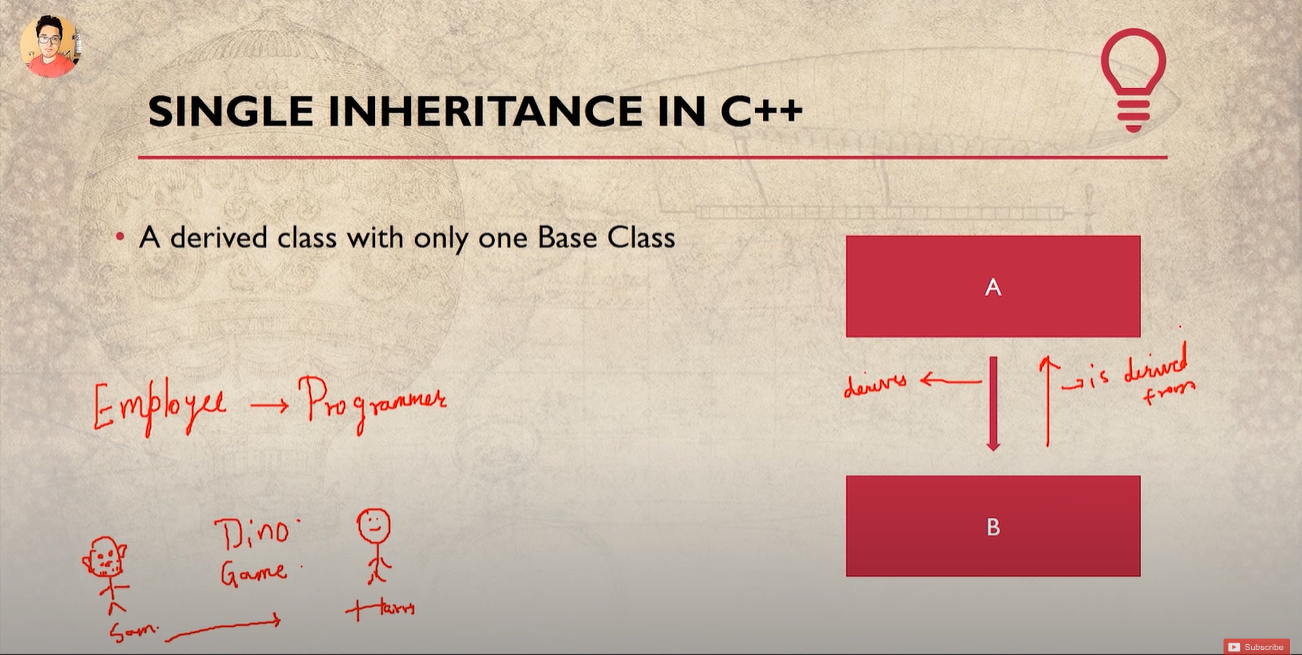 SINGLE INHERITANCE IN C++
• A derived class with only one Base Class
A
derives
is derived
from
B
Employee → Programmer
Dino
Game
Sam
Subscribe